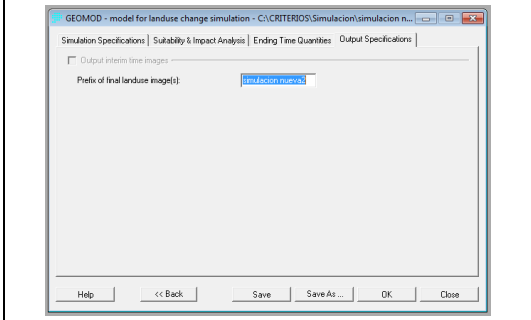 GEOMOD - model for landuse change simulation - C:\CRITERIOS\Simulacion\simulacion n...
Simulation Specifications Suitability & Impact Analysis Ending Time Quantities Output Specifications
Output interim time images
Prefix of final landuse image(s): simulacion nueva2
Help << Back Save Save As ... OK Close